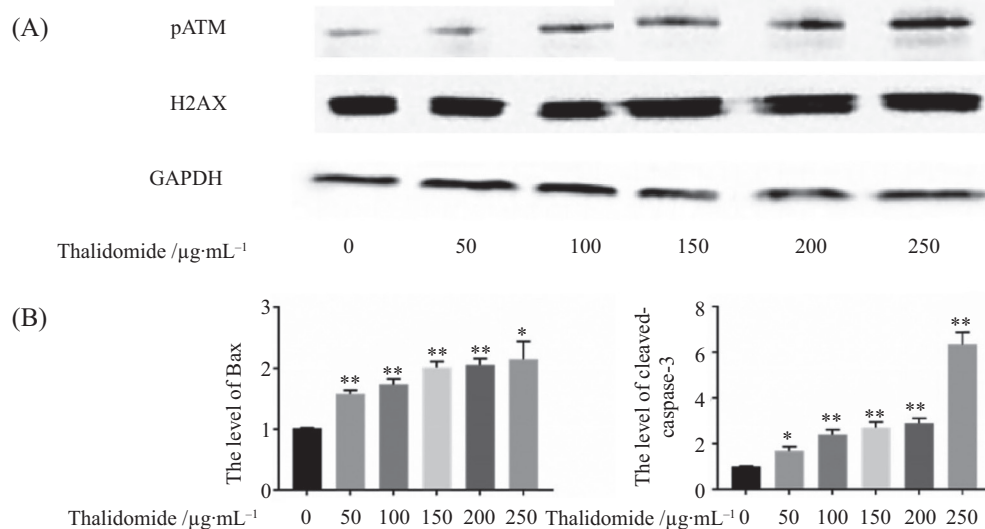 (A)
pATM
H2AX
GAPDH
Thalidomide /µg·mL⁻¹ 0 50 100 150 200 250
(B)
The level of Bax
3
2
1
0
** ** ** ** *
Thalidomide /µg·mL⁻¹ 0 50 100 150 200 250
The level of cleaved-
caspase-3
8
6
4
2
0
* ** ** ** **
Thalidomide /µg·mL⁻¹ 0 50 100 150 200 250